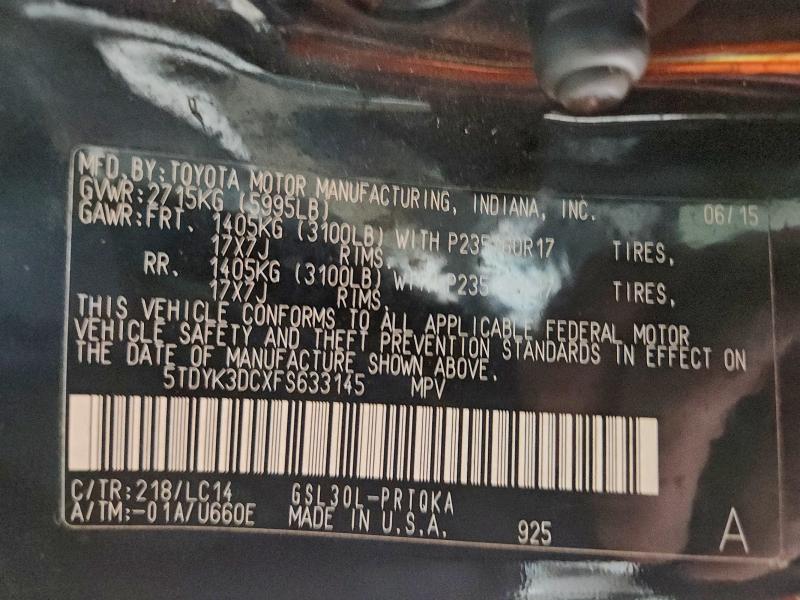 MFD. BY: TOYOTA MOTOR MANUFACTURING, INDIANA, INC. 06/15
GVWR: 2715KG (5995LB)
GAWR: FRT. 1405KG (3100LB) WITH P235 60R17 TIRES,
17X7J RIMS
RR. 1405KG (3100LB) P235 TIRES,
17X7J RIMS
THIS VEHICLE CONFORMS TO ALL APPLICABLE FEDERAL MOTOR
VEHICLE SAFETY AND THEFT PREVENTION STANDARDS IN EFFECT ON
THE DATE OF MANUFACTURE SHOWN ABOVE.
5TDYK3DCXFS633145 MPV
C/TR: 218/LC14 GSL30L-PRTQKA
A/TM: -01A/U660E MADE IN U.S.A. 925 A